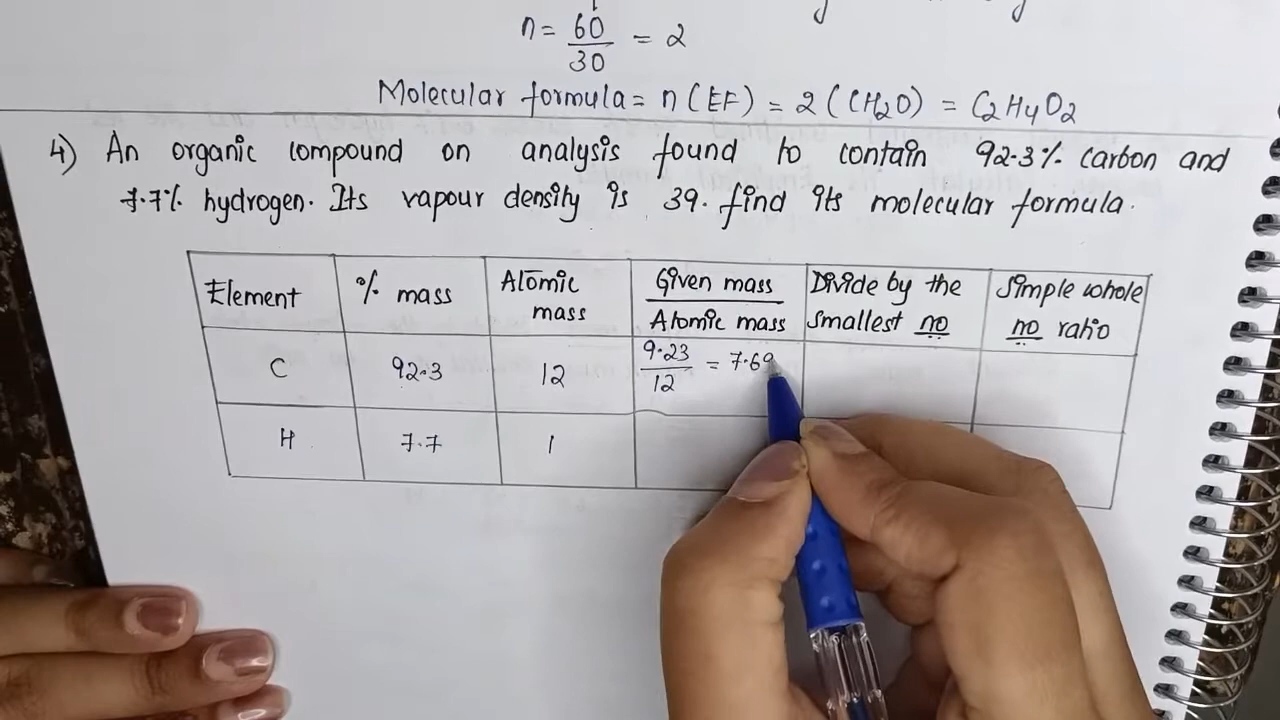 n = 60/30 = 2
Molecular formula = n (EF) = 2 (CH2O) = C2H4O2
4) An organic compound on analysis found to contain 92.3% carbon and
7.7% hydrogen. Its vapour density is 39. find its molecular formula.
Element % mass Atomic mass Given mass / Atomic mass Divide by the smallest no Simple whole no ratio
C 92.3 12 9.23/12 = 7.69
H 7.7 1